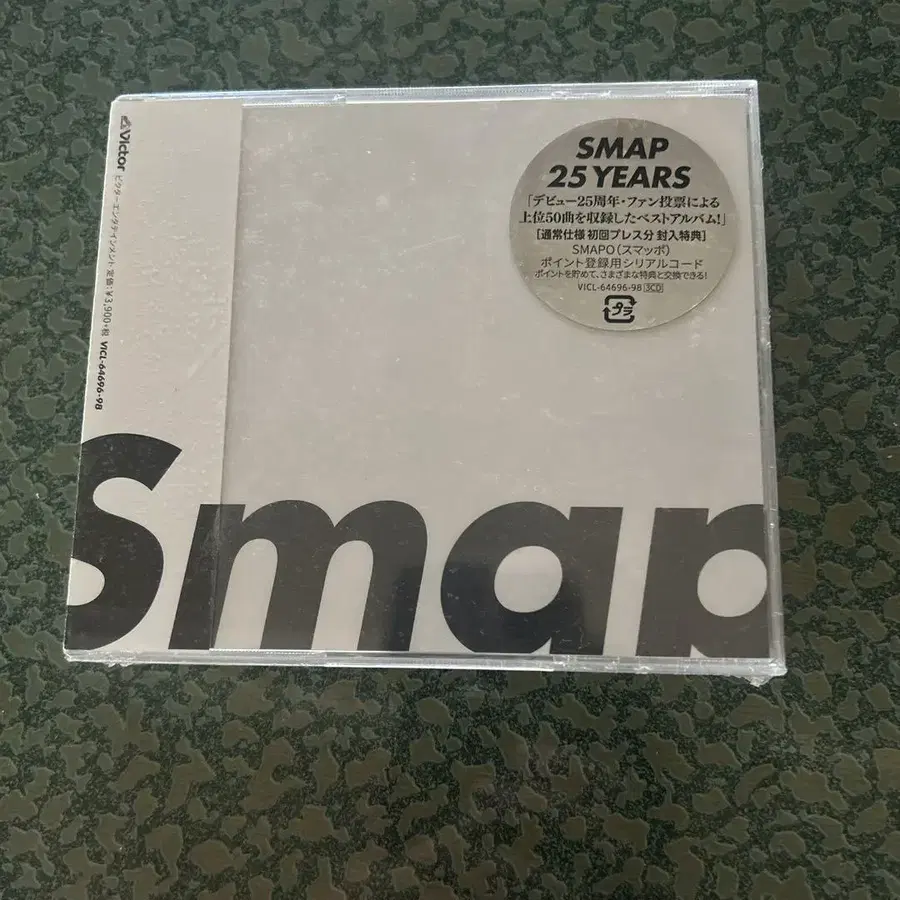 Victor ビクターエンタテインメント 定価:¥3,900+税 VICL-64696-98
SMAP
25 YEARS
「デビュー25周年・ファン投票による
上位50曲を収録したベストアルバム!」
[通常仕様 初回プレス分 封入特典]
SMAPO(スマッポ)
ポイント登録用シリアルコード
ポイントを貯めて、さまざまな特典と交換できる!
VICL-64696-98 3CD
プラ
Smap